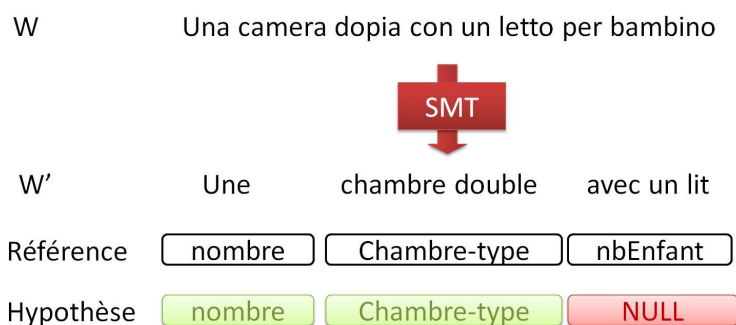 W Una camera dopia con un letto per bambino
SMT
W' Une chambre double avec un lit
Référence nombre Chambre-type nbEnfant
Hypothèse nombre Chambre-type NULL